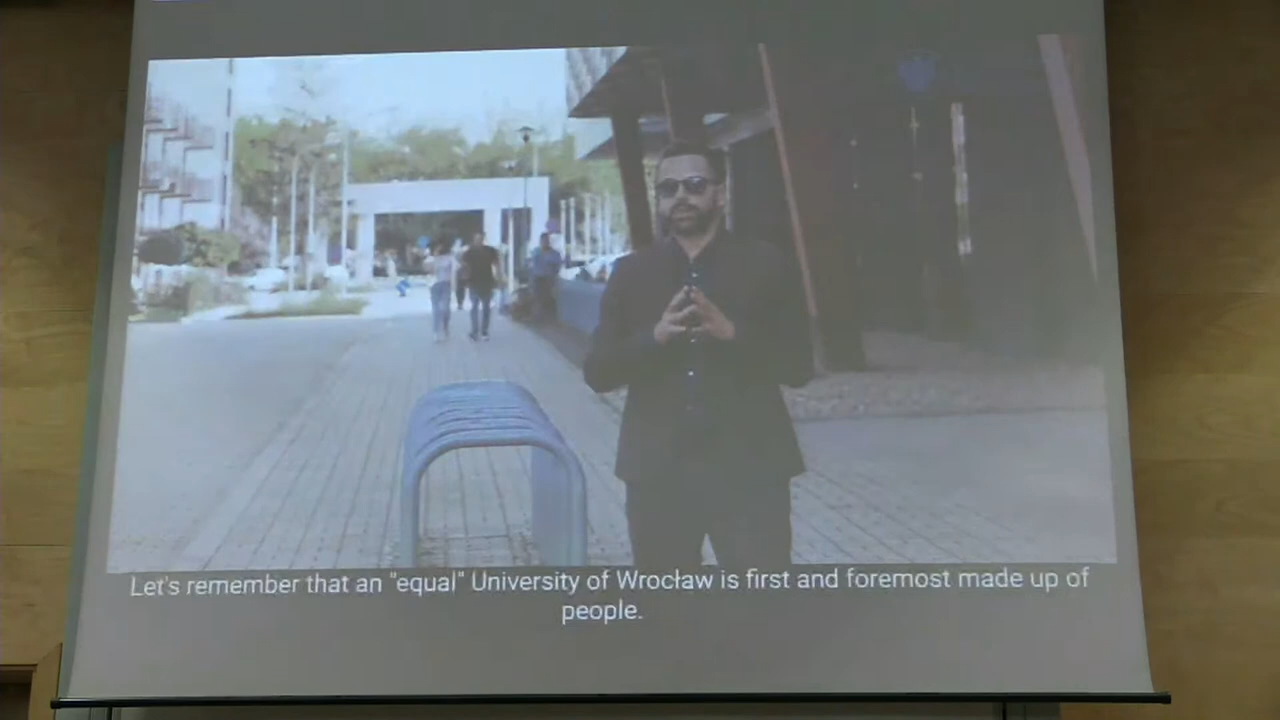 Let's remember that an "equal" University of Wrocław is first and foremost made up of
people.